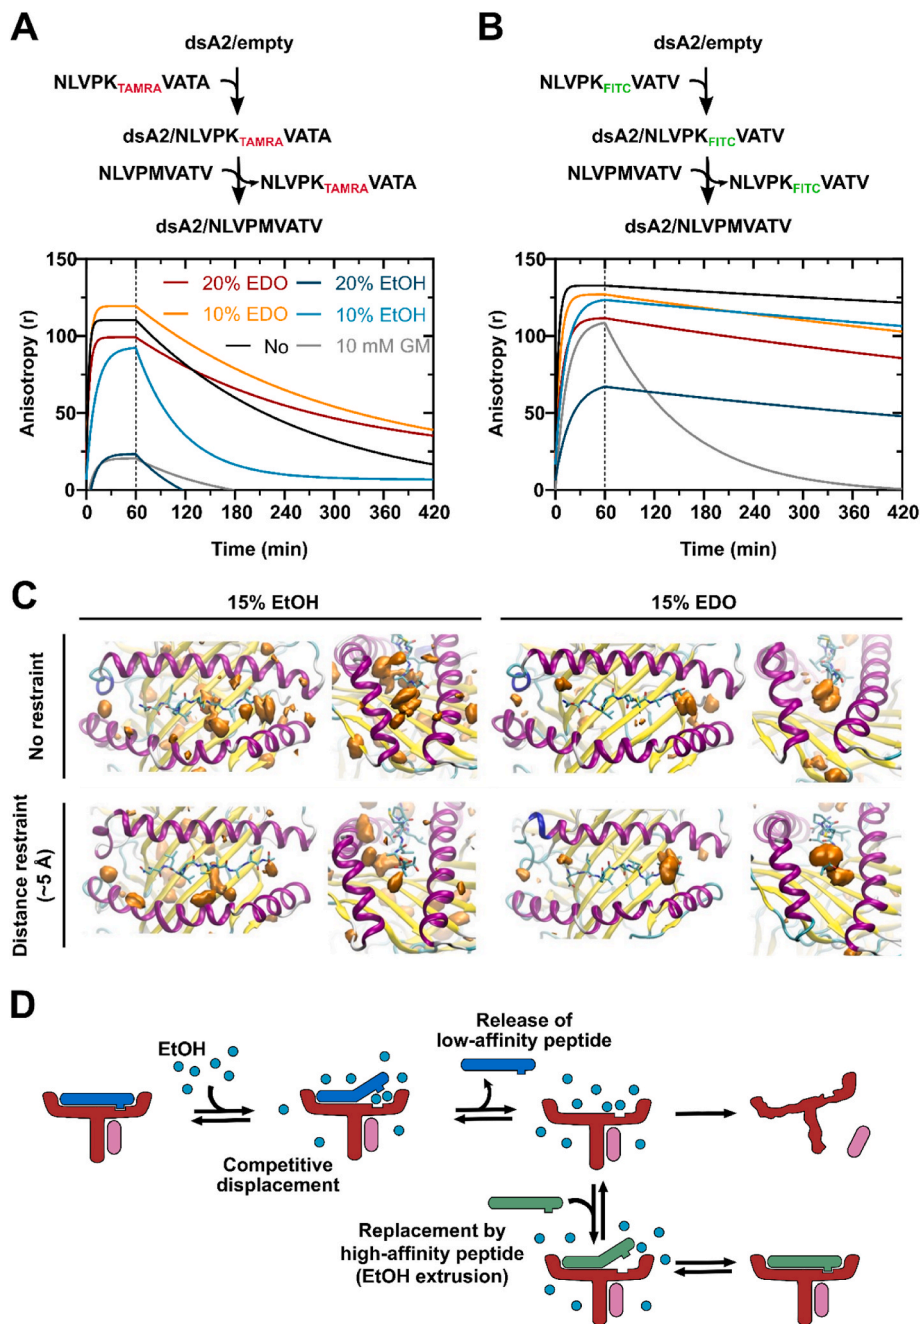 A
dsA2/empty
NLVPKTAMRAVATA
dsA2/NLVPKTAMRAVATA
NLVPMVATV
NLVPKTAMRAVATA
dsA2/NLVPMVATV
150
100
50
0
Anisotropy (r)
20% EDO
20% EtOH
10% EDO
10% EtOH
No
10 mM GM
0 60 120 180 240 300 360 420
Time (min)
B
dsA2/empty
NLVPKFITCVATV
dsA2/NLVPKFITCVATV
NLVPMVATV
NLVPKFITCVATV
dsA2/NLVPMVATV
150
100
50
0
Anisotropy (r)
0 60 120 180 240 300 360 420
Time (min)
C
15% EtOH
15% EDO
No restraint
Distance restraint
(~5 Å)
D
EtOH
Competitive
displacement
Release of
low-affinity peptide
Replacement by
high-affinity peptide
(EtOH extrusion)